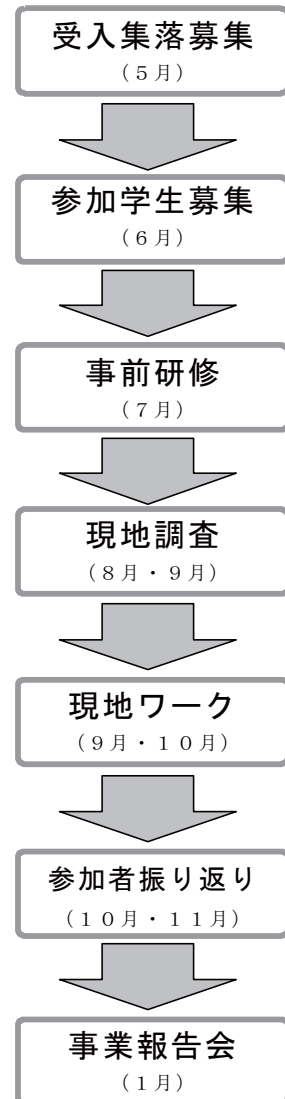 受入集落募集
（５月）
参加学生募集
（６月）
事前研修
（７月）
現地調査
（８月・９月）
現地ワーク
（９月・１０月）
参加者振り返り
（１０月・１１月）
事業報告会
（１月）